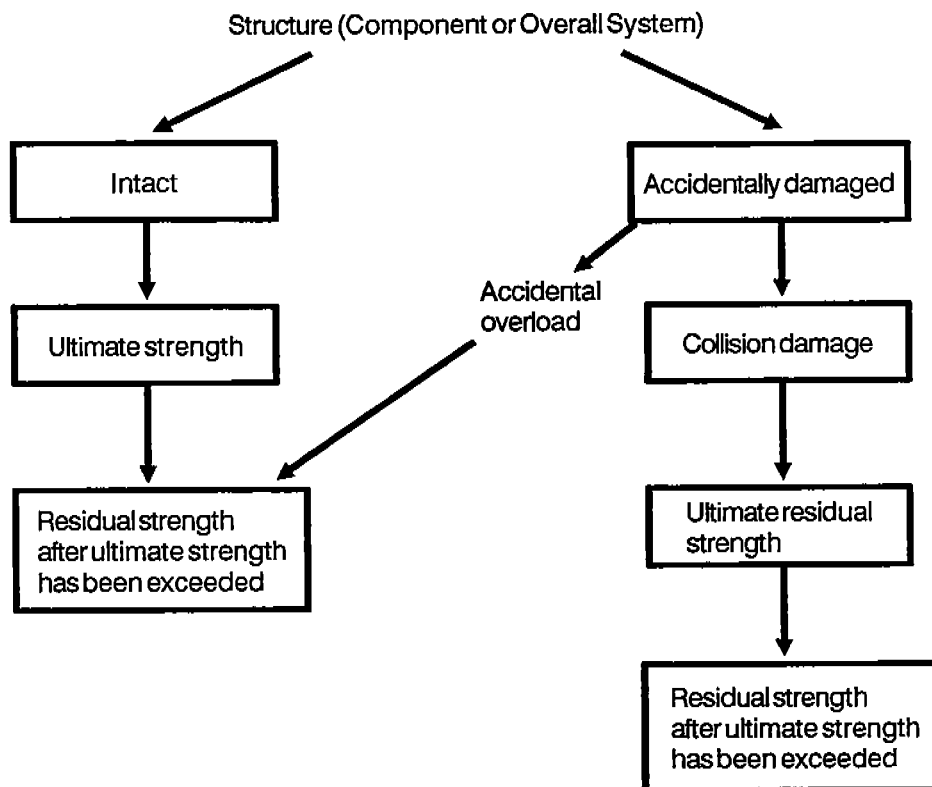 Structure (Component or Overall System)
Intact
Accidentally damaged
Accidental
overload
Ultimate strength
Collision damage
Residual strength
after ultimate strength
has been exceeded
Ultimate residual
strength
Residual strength
after ultimate strength
has been exceeded